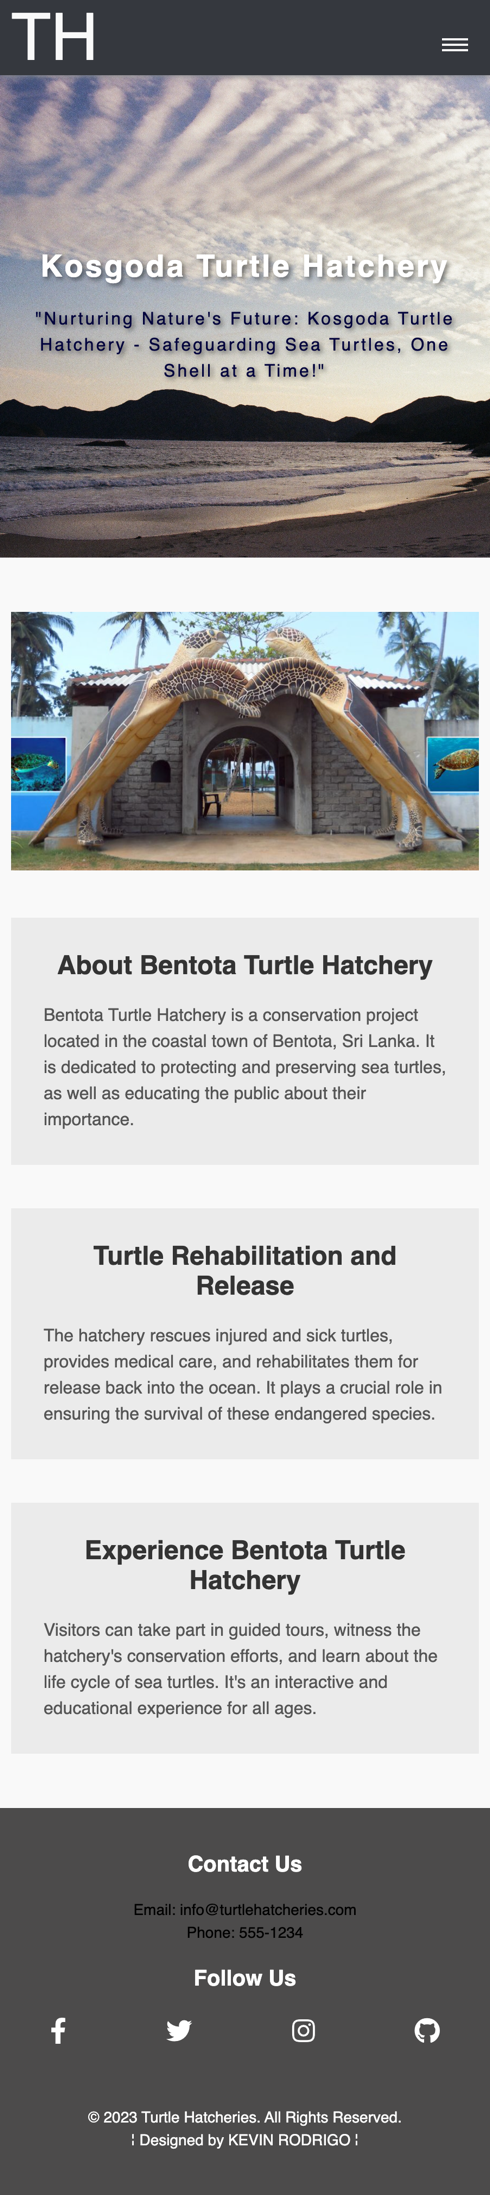 TH
Kosgoda Turtle Hatchery
"Nurturing Nature's Future: Kosgoda Turtle
Hatchery - Safeguarding Sea Turtles, One
Shell at a Time!"
About Bentota Turtle Hatchery
Bentota Turtle Hatchery is a conservation project
located in the coastal town of Bentota, Sri Lanka. It
is dedicated to protecting and preserving sea turtles,
as well as educating the public about their
importance.
Turtle Rehabilitation and
Release
The hatchery rescues injured and sick turtles,
provides medical care, and rehabilitates them for
release back into the ocean. It plays a crucial role in
ensuring the survival of these endangered species.
Experience Bentota Turtle
Hatchery
Visitors can take part in guided tours, witness the
hatchery's conservation efforts, and learn about the
life cycle of sea turtles. It's an interactive and
educational experience for all ages.
Contact Us
Email: info@turtlehatcheries.com
Phone: 555-1234
Follow Us
© 2023 Turtle Hatcheries. All Rights Reserved.
¦ Designed by KEVIN RODRIGO ¦